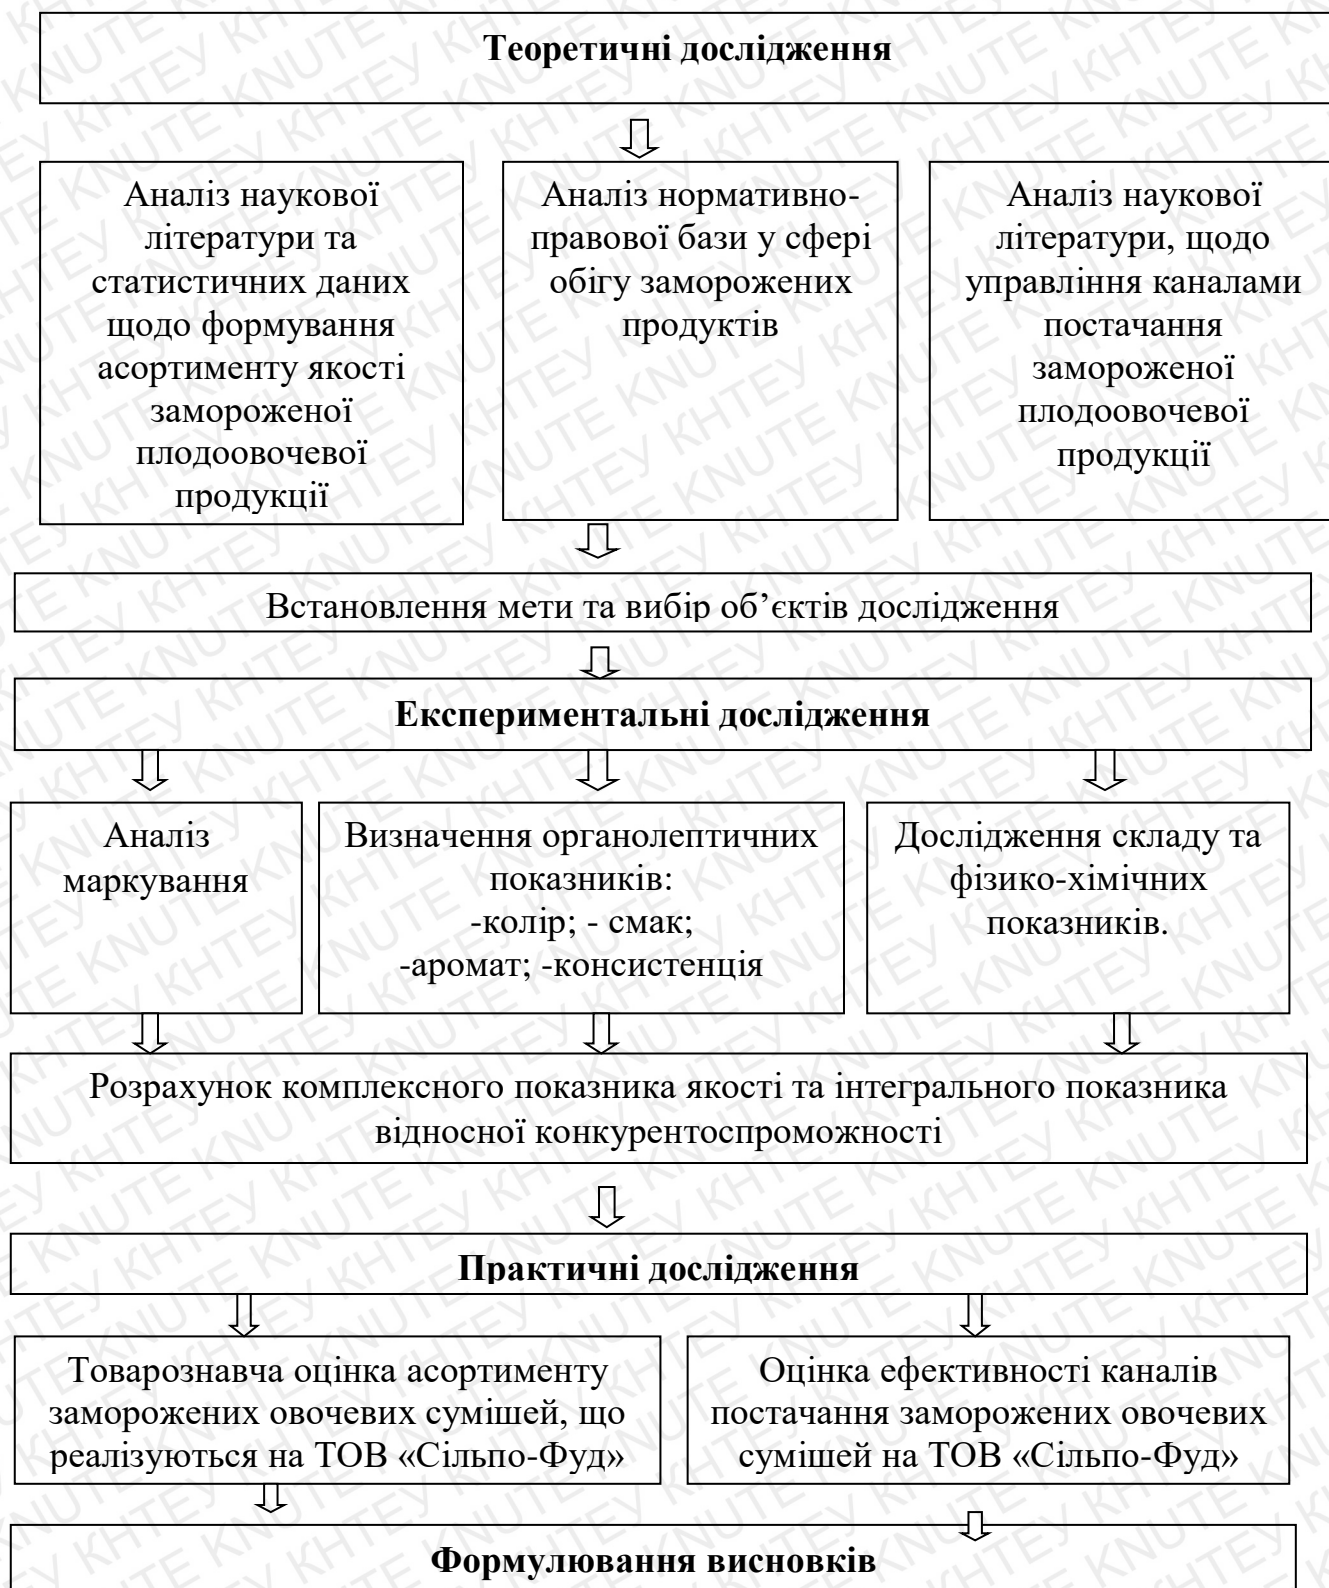 Теоретичні дослідження
Аналіз наукової
літератури та
статистичних даних
щодо формування
асортименту якості
замороженої
плодоовочевої
продукції
Аналіз нормативно-
правової бази у сфері
обігу заморожених
продуктів
Аналіз наукової
літератури, щодо
управління каналами
постачання
замороженої
плодоовочевої
продукції
Встановлення мети та вибір об’єктів дослідження
Експериментальні дослідження
Аналіз
маркування
Визначення органолептичних
показників:
-колір; - смак;
-аромат; -консистенція
Дослідження складу та
фізико-хімічних
показників.
Розрахунок комплексного показника якості та інтегрального показника
відносної конкурентоспроможності
Практичні дослідження
Товарознавча оцінка асортименту
заморожених овочевих сумішей, що
реалізуються на ТОВ «Сільпо-Фуд»
Оцінка ефективності каналів
постачання заморожених овочевих
сумішей на ТОВ «Сільпо-Фуд»
Формулювання висновків